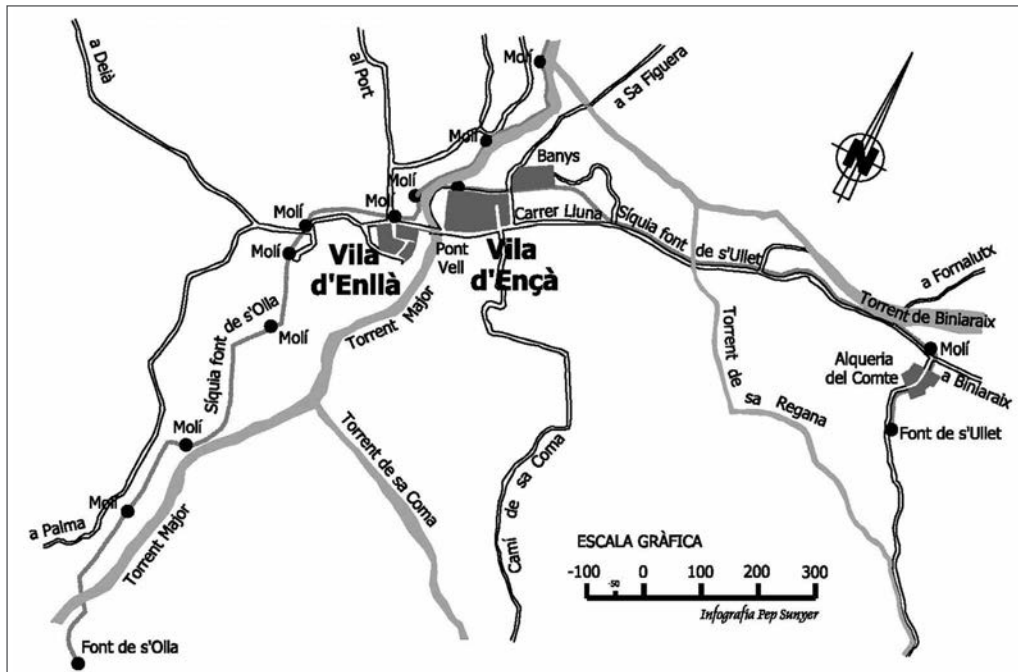 a Deià
al Port
Molí
a Sa Figuera
Molí
Banys
N
Molí
Molí
Molí
Carrer Lluna
Síquia font de s'Ullet
Molí
Vila
d'Enllà
Pont
Vell
Vila
d'Ençà
a Fornalutx
Torrent de Biniaraix
Síquia font de s'Olla
Torrent Major
Molí
Torrent de sa Regana
Molí
Alqueria
del Comte
a Biniaraix
Font de s'Ullet
Molí
Torrent de sa Coma
Camí de sa Coma
Molí
a Palma
Torrent Major
ESCALA GRÀFICA
-100 -50 0 100 200 300
Infografía Pep Sunyer
Font de s'Olla